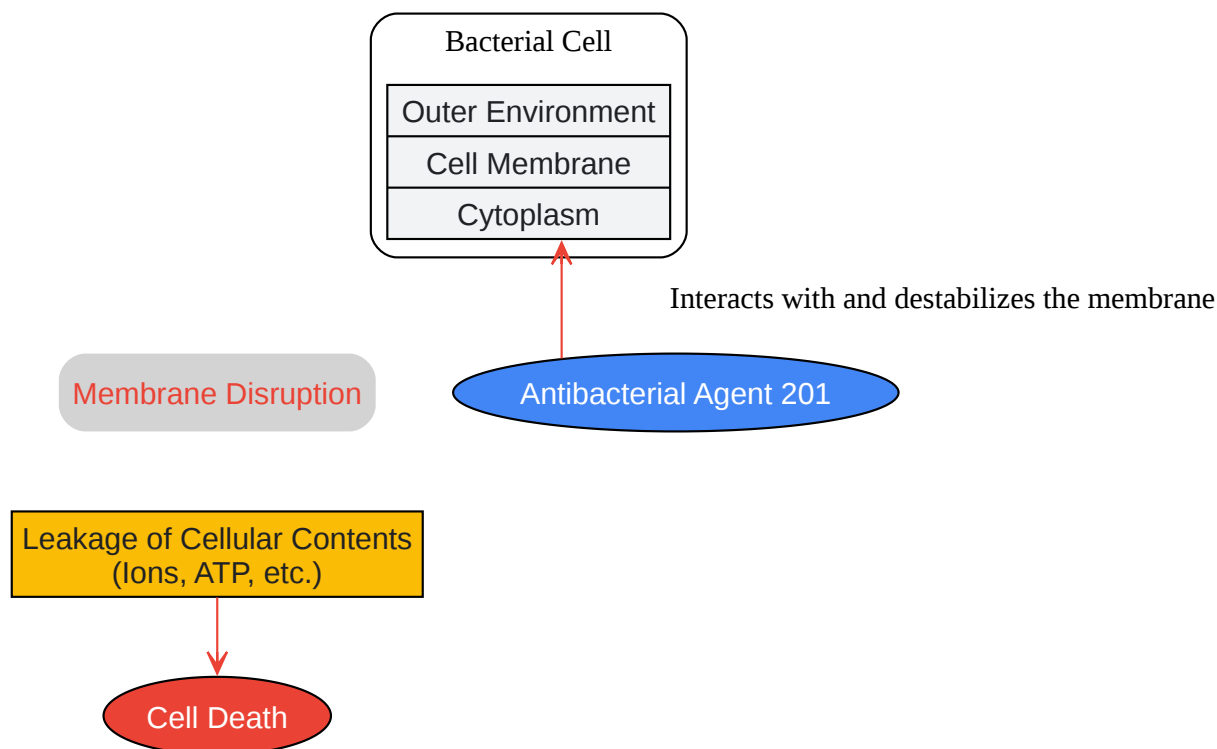 Bacterial Cell
Outer Environment
Cell Membrane
Cytoplasm
Interacts with and destabilizes the membrane
Membrane Disruption
Antibacterial Agent 201
Leakage of Cellular Contents
(Ions, ATP, etc.)
Cell Death